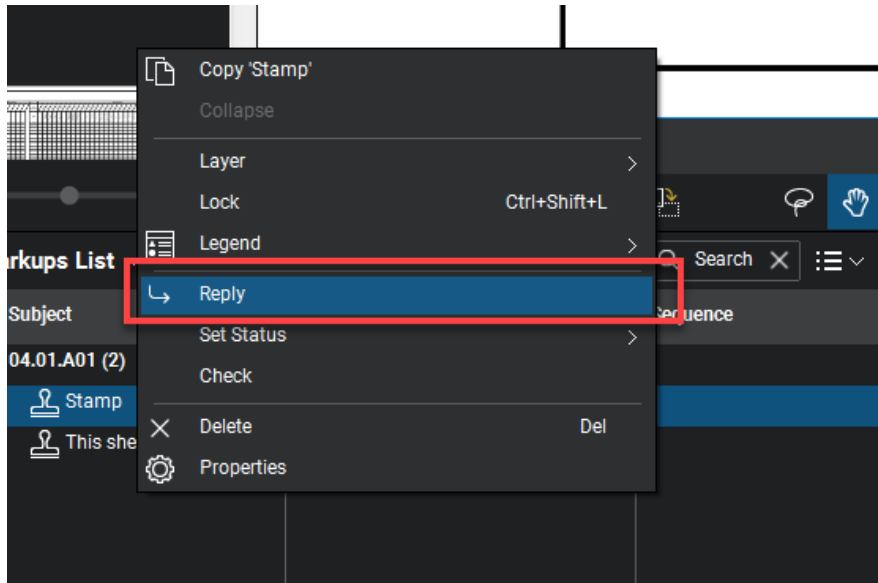 Copy 'Stamp'
Collapse
Layer
Lock Ctrl+Shift+L
Legend
rkups List Search
Reply
Subject Sequence
Set Status
04.01.A01 (2)
Check
Stamp
Delete Del
This she
Properties